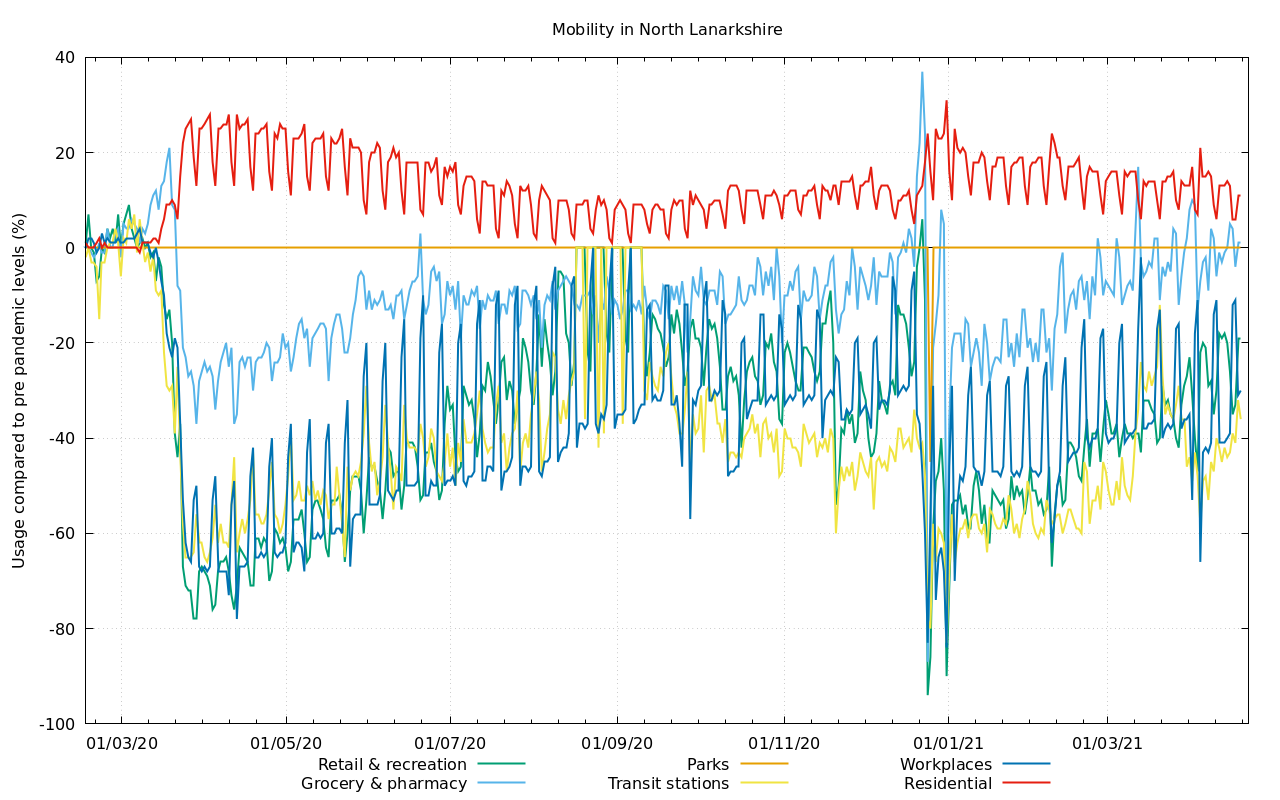 Mobility in North Lanarkshire
Usage compared to pre pandemic levels (%)
40
20
0
-20
-40
-60
-80
-100
01/03/20 01/05/20 01/07/20 01/09/20 01/11/20 01/01/21 01/03/21
Retail & recreation Parks Workplaces
Grocery & pharmacy Transit stations Residential